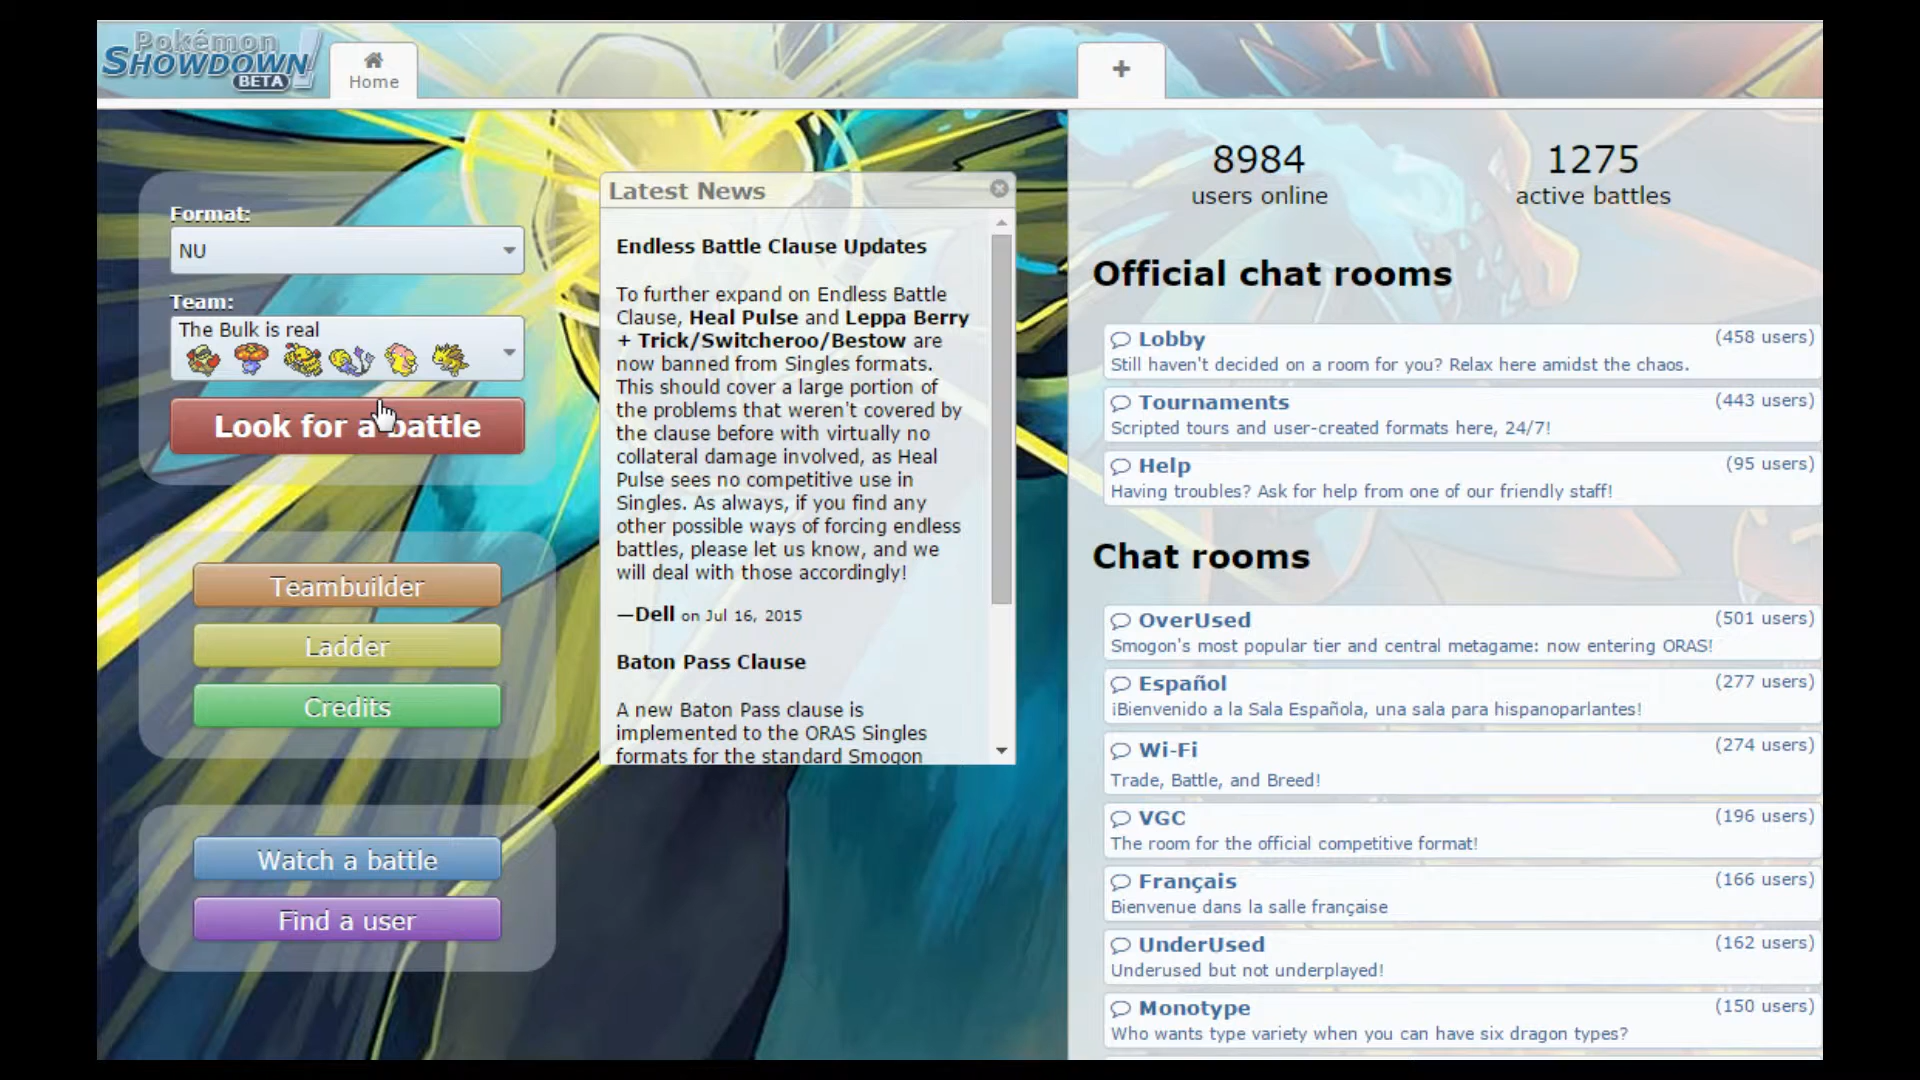 Pokémon
SHOWDOWN!
BETA
Home
+
Format:
NU
Team:
The Bulk is real
Look for a battle
Teambuilder
Ladder
Credits
Watch a battle
Find a user
Latest News
Endless Battle Clause Updates
To further expand on Endless Battle
Clause, Heal Pulse and Leppa Berry
+ Trick/Switcheroo/Bestow are
now banned from Singles formats.
This should cover a large portion of
the problems that weren't covered by
the clause before with virtually no
collateral damage involved, as Heal
Pulse sees no competitive use in
Singles. As always, if you find any
other possible ways of forcing endless
battles, please let us know, and we
will deal with those accordingly!
—Dell on Jul 16, 2015
Baton Pass Clause
A new Baton Pass clause is
implemented to the ORAS Singles
formats for the standard Smogon
8984
users online
1275
active battles
Official chat rooms
Lobby (458 users)
Still haven't decided on a room for you? Relax here amidst the chaos.
Tournaments (443 users)
Scripted tours and user-created formats here, 24/7!
Help (95 users)
Having troubles? Ask for help from one of our friendly staff!
Chat rooms
OverUsed (501 users)
Smogon's most popular tier and central metagame: now entering ORAS!
Español (277 users)
¡Bienvenido a la Sala Española, una sala para hispanoparlantes!
Wi-Fi (274 users)
Trade, Battle, and Breed!
VGC (196 users)
The room for the official competitive format!
Français (166 users)
Bienvenue dans la salle française
UnderUsed (162 users)
Underused but not underplayed!
Monotype (150 users)
Who wants type variety when you can have six dragon types?